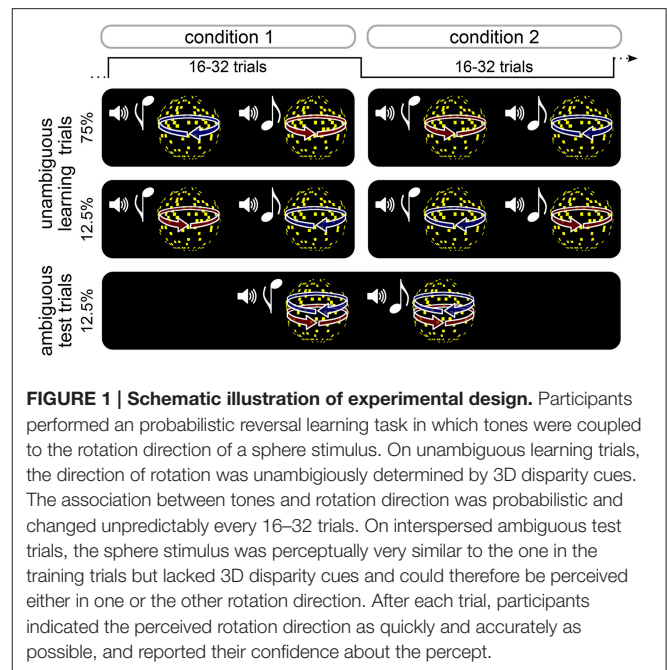 condition 1 condition 2
16-32 trials 16-32 trials
unambiguous
learning trials
75%
12.5%
ambiguous
test trials
12.5%
FIGURE 1 | Schematic illustration of experimental design. Participants
performed an probabilistic reversal learning task in which tones were coupled
to the rotation direction of a sphere stimulus. On unambiguous learning trials,
the direction of rotation was unambigiously determined by 3D disparity cues.
The association between tones and rotation direction was probabilistic and
changed unpredictably every 16–32 trials. On interspersed ambiguous test
trials, the sphere stimulus was perceptually very similar to the one in the
training trials but lacked 3D disparity cues and could therefore be perceived
either in one or the other rotation direction. After each trial, participants
indicated the perceived rotation direction as quickly and accurately as
possible, and reported their confidence about the percept.